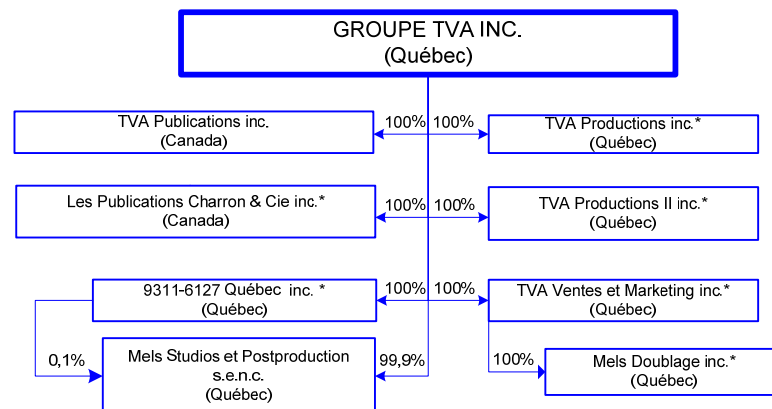 GROUPE TVA INC.
(Québec)
TVA Publications inc.
(Canada)
100%
100%
TVA Productions inc.*
(Québec)
Les Publications Charron & Cie inc.*
(Canada)
100%
100%
TVA Productions II inc.*
(Québec)
9311-6127 Québec inc. *
(Québec)
100%
100%
TVA Ventes et Marketing inc.*
(Québec)
0,1%
Mels Studios et Postproduction
s.e.n.c.
(Québec)
99,9%
100%
Mels Doublage inc.*
(Québec)